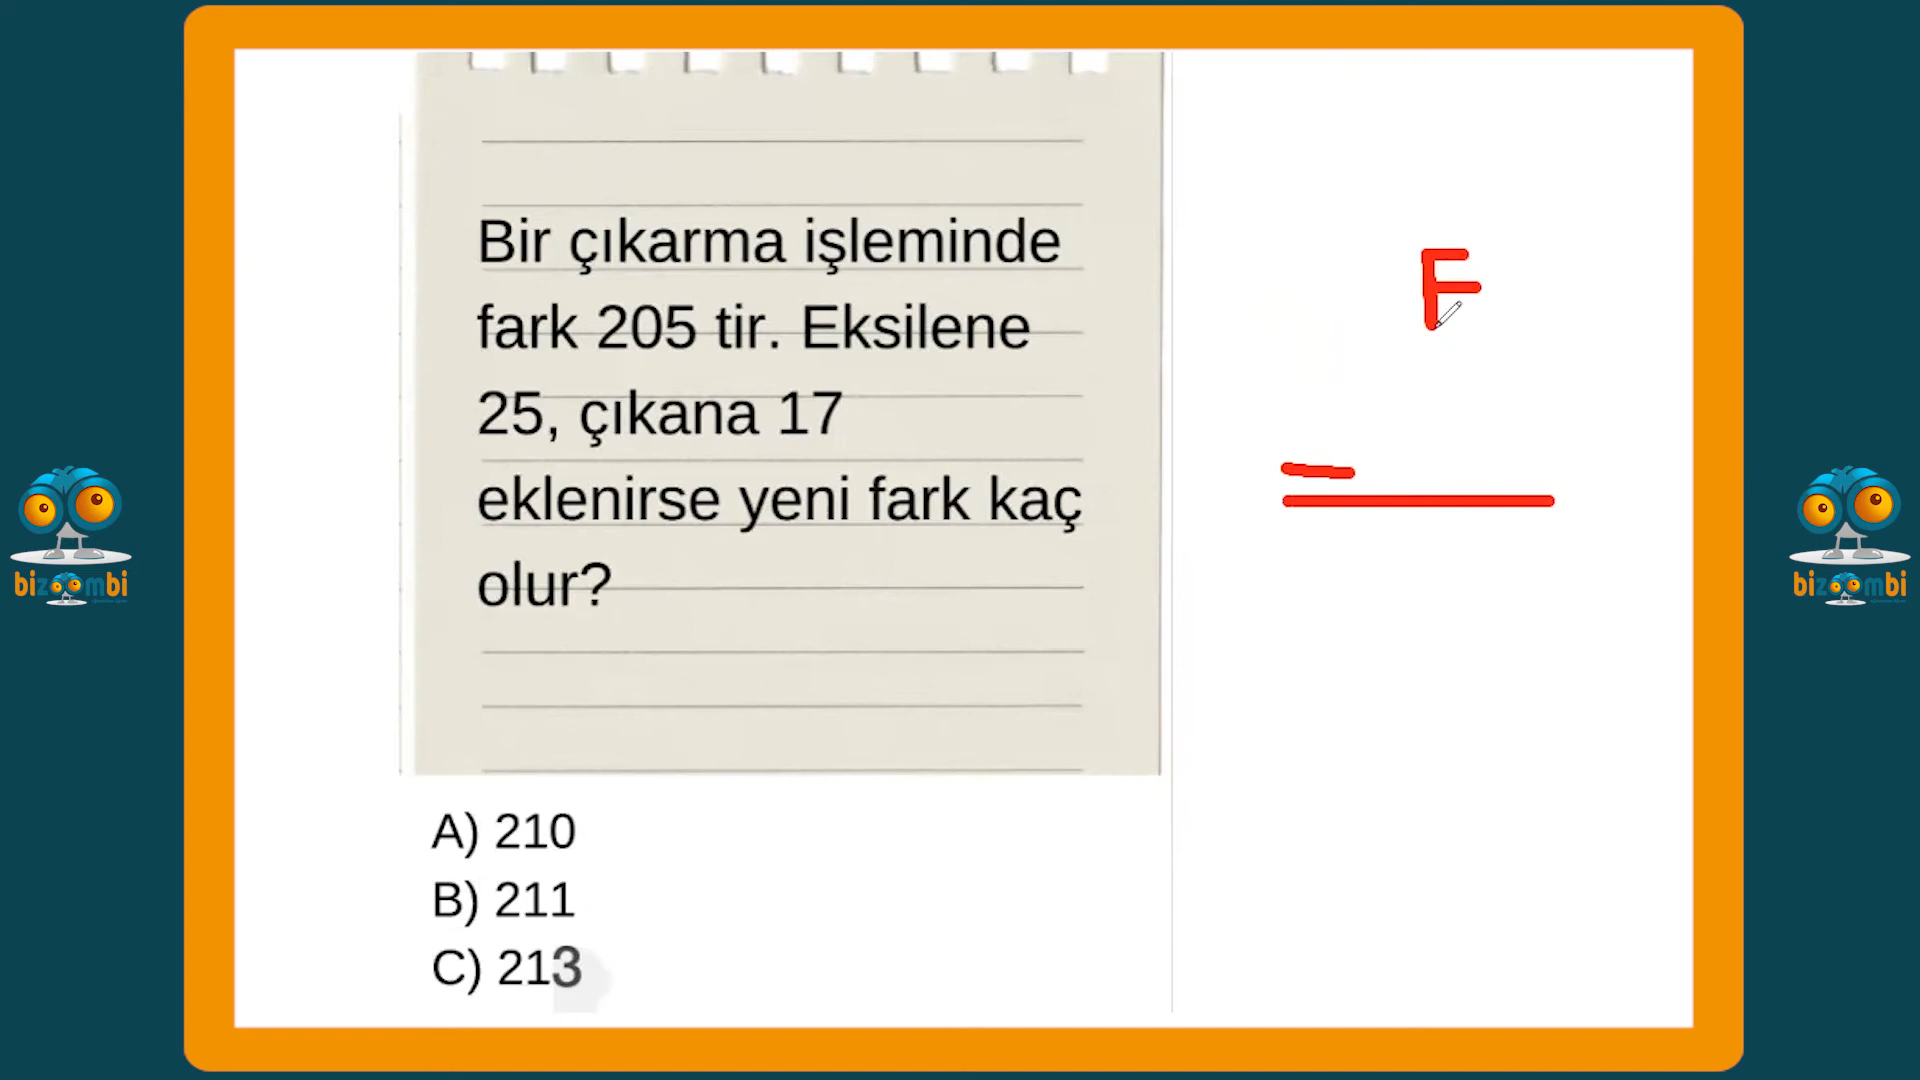 Bir çıkarma işleminde
fark 205 tir. Eksilene
25, çıkana 17
eklenirse yeni fark kaç
olur?
A) 210
B) 211
C) 213
F
bizoombi
bizoombi